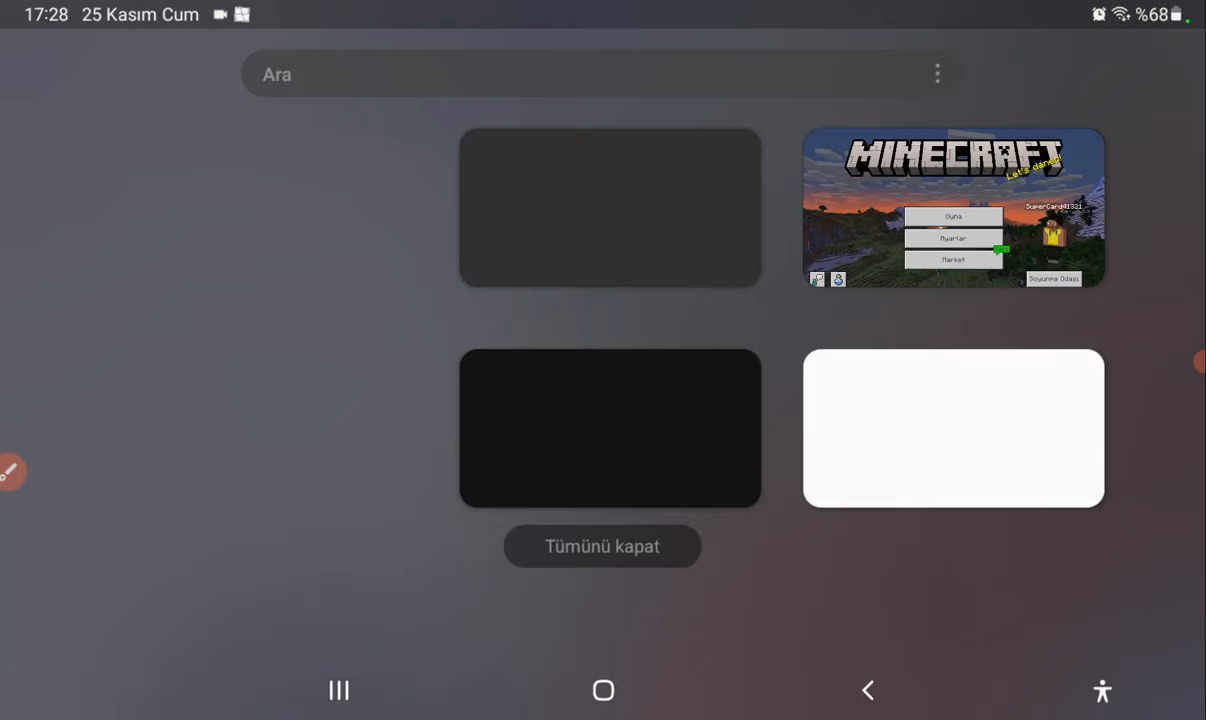 17:28 25 Kasım Cum %68
Ara
MINECRAFT
Let's dance!
SuperCard41321
Oyna
Ayarlar
Market
Soyunma Odası
Tümünü kapat